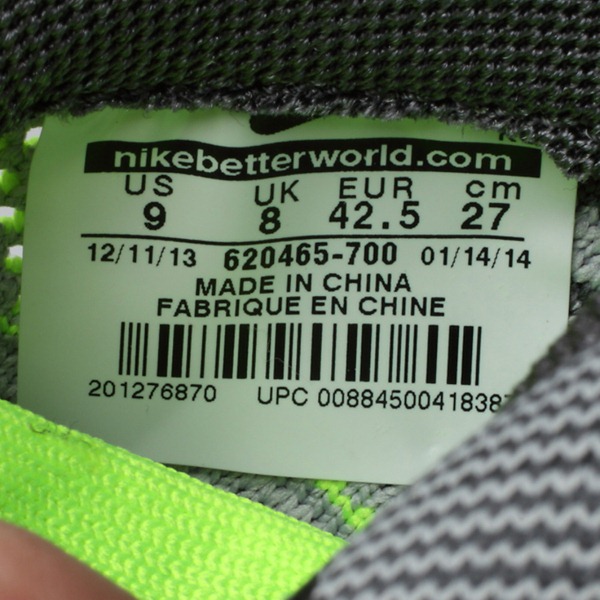 nikebetterworld.com
US UK EUR cm
9 8 42.5 27
12/11/13 620465-700 01/14/14
MADE IN CHINA
FABRIQUE EN CHINE
201276870 UPC 0088450041838